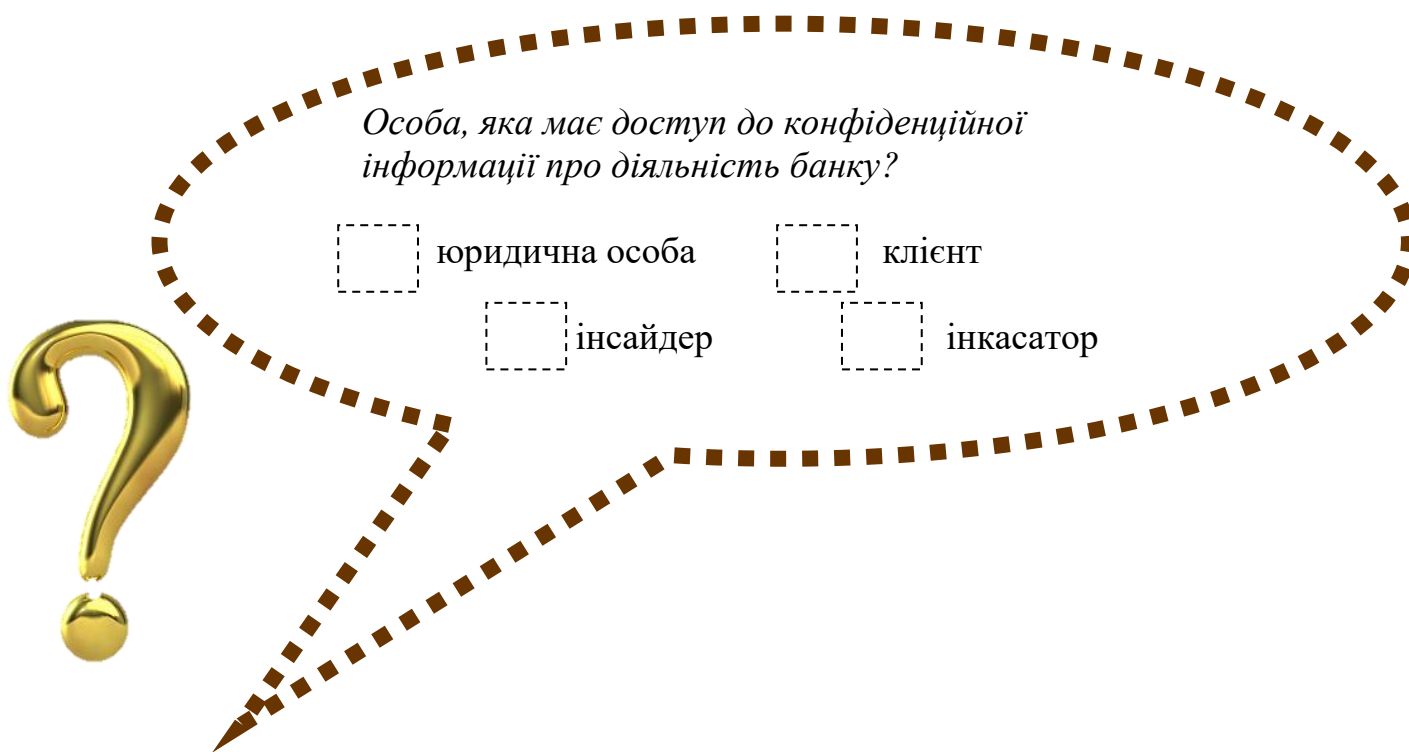 Особа, яка має доступ до конфіденційної
інформації про діяльність банку?
юридична особа клієнт
інсайдер інкасатор